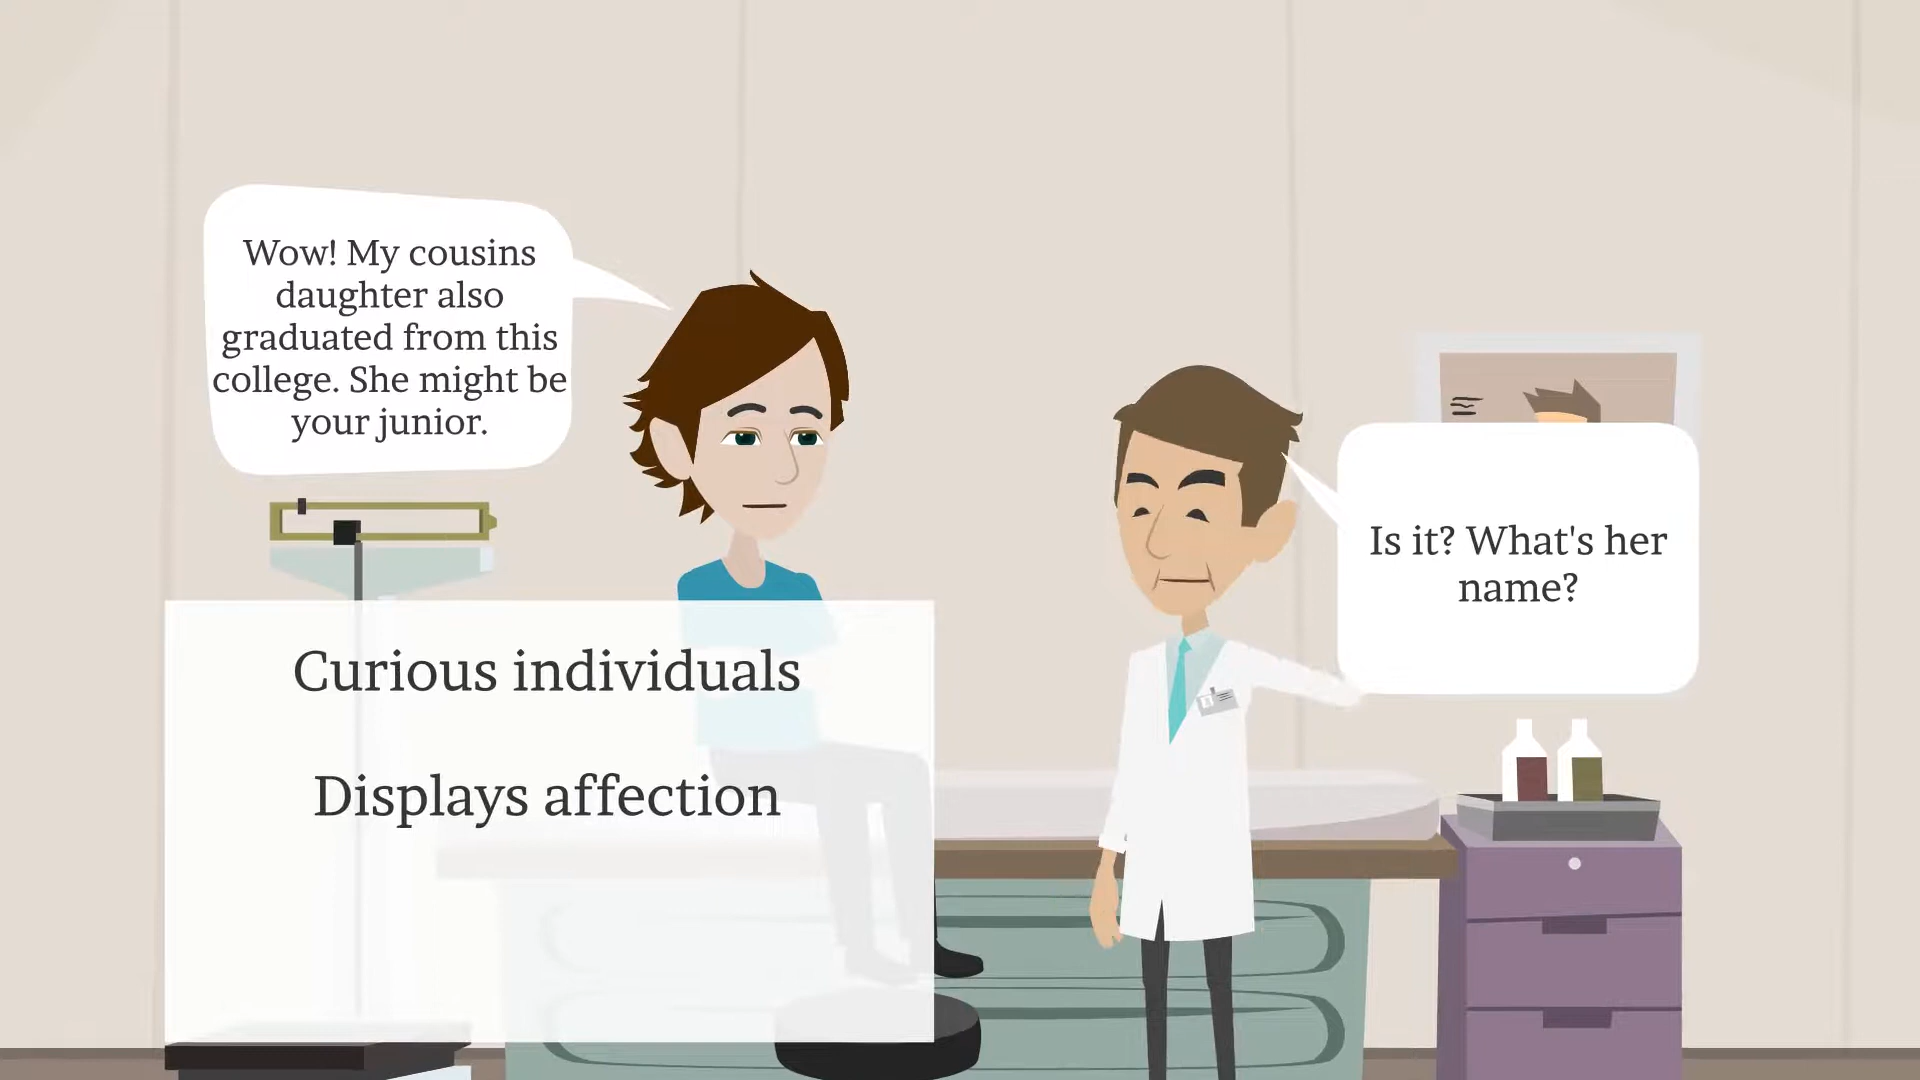 Wow! My cousins
daughter also
graduated from this
college. She might be
your junior.
Is it? What's her
name?
Curious individuals
Displays affection